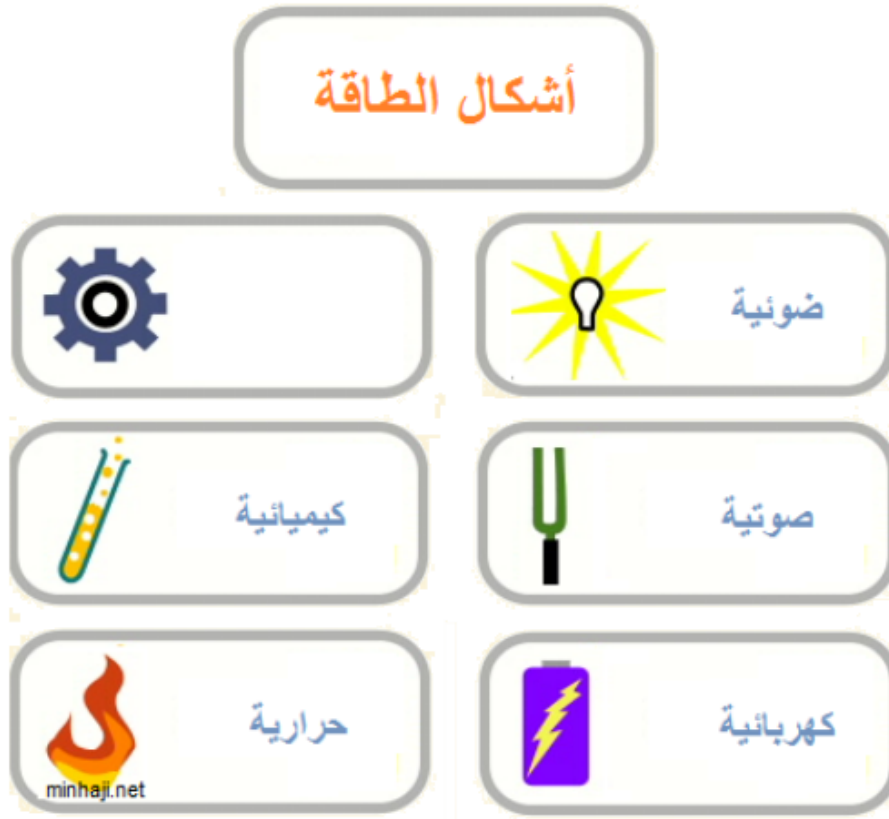 أشكال الطاقة
ضوئية
صوتية
كيميائية
كهربائية
حرارية
minhaji.net